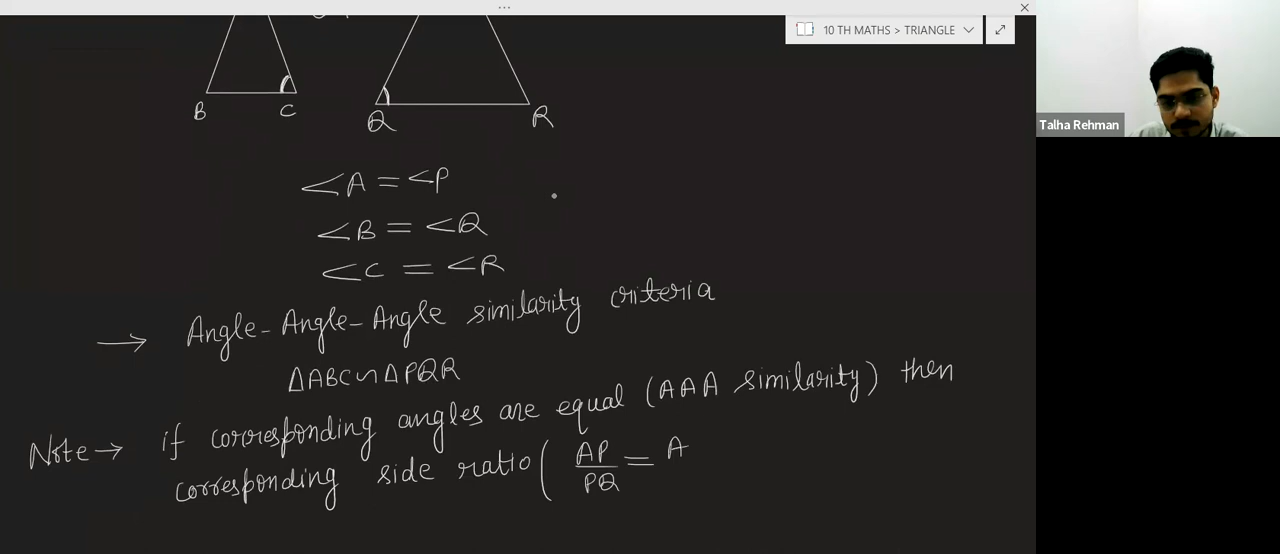 10 TH MATHS > TRIANGLE
Talha Rehman
B C Q R
<A = <P
<B = <Q
<C = <R
→ Angle-Angle-Angle similarity criteria
ΔABC ∽ ΔPQR
Note → if corresponding angles are equal (AAA similarity) then
corresponding side ratio ( AP/PQ = A